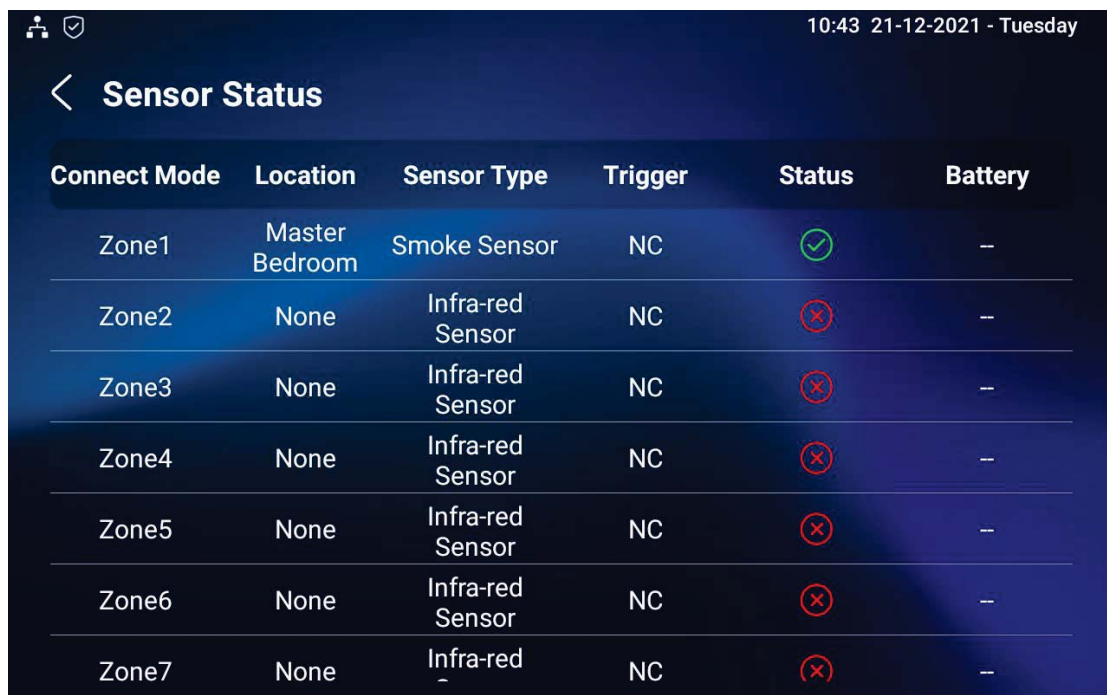 10:43 21-12-2021 - Tuesday
Sensor Status
Connect Mode Location Sensor Type Trigger Status Battery
Zone1 Master Bedroom Smoke Sensor NC --
Zone2 None Infra-red Sensor NC --
Zone3 None Infra-red Sensor NC --
Zone4 None Infra-red Sensor NC --
Zone5 None Infra-red Sensor NC --
Zone6 None Infra-red Sensor NC --
Zone7 None Infra-red NC --